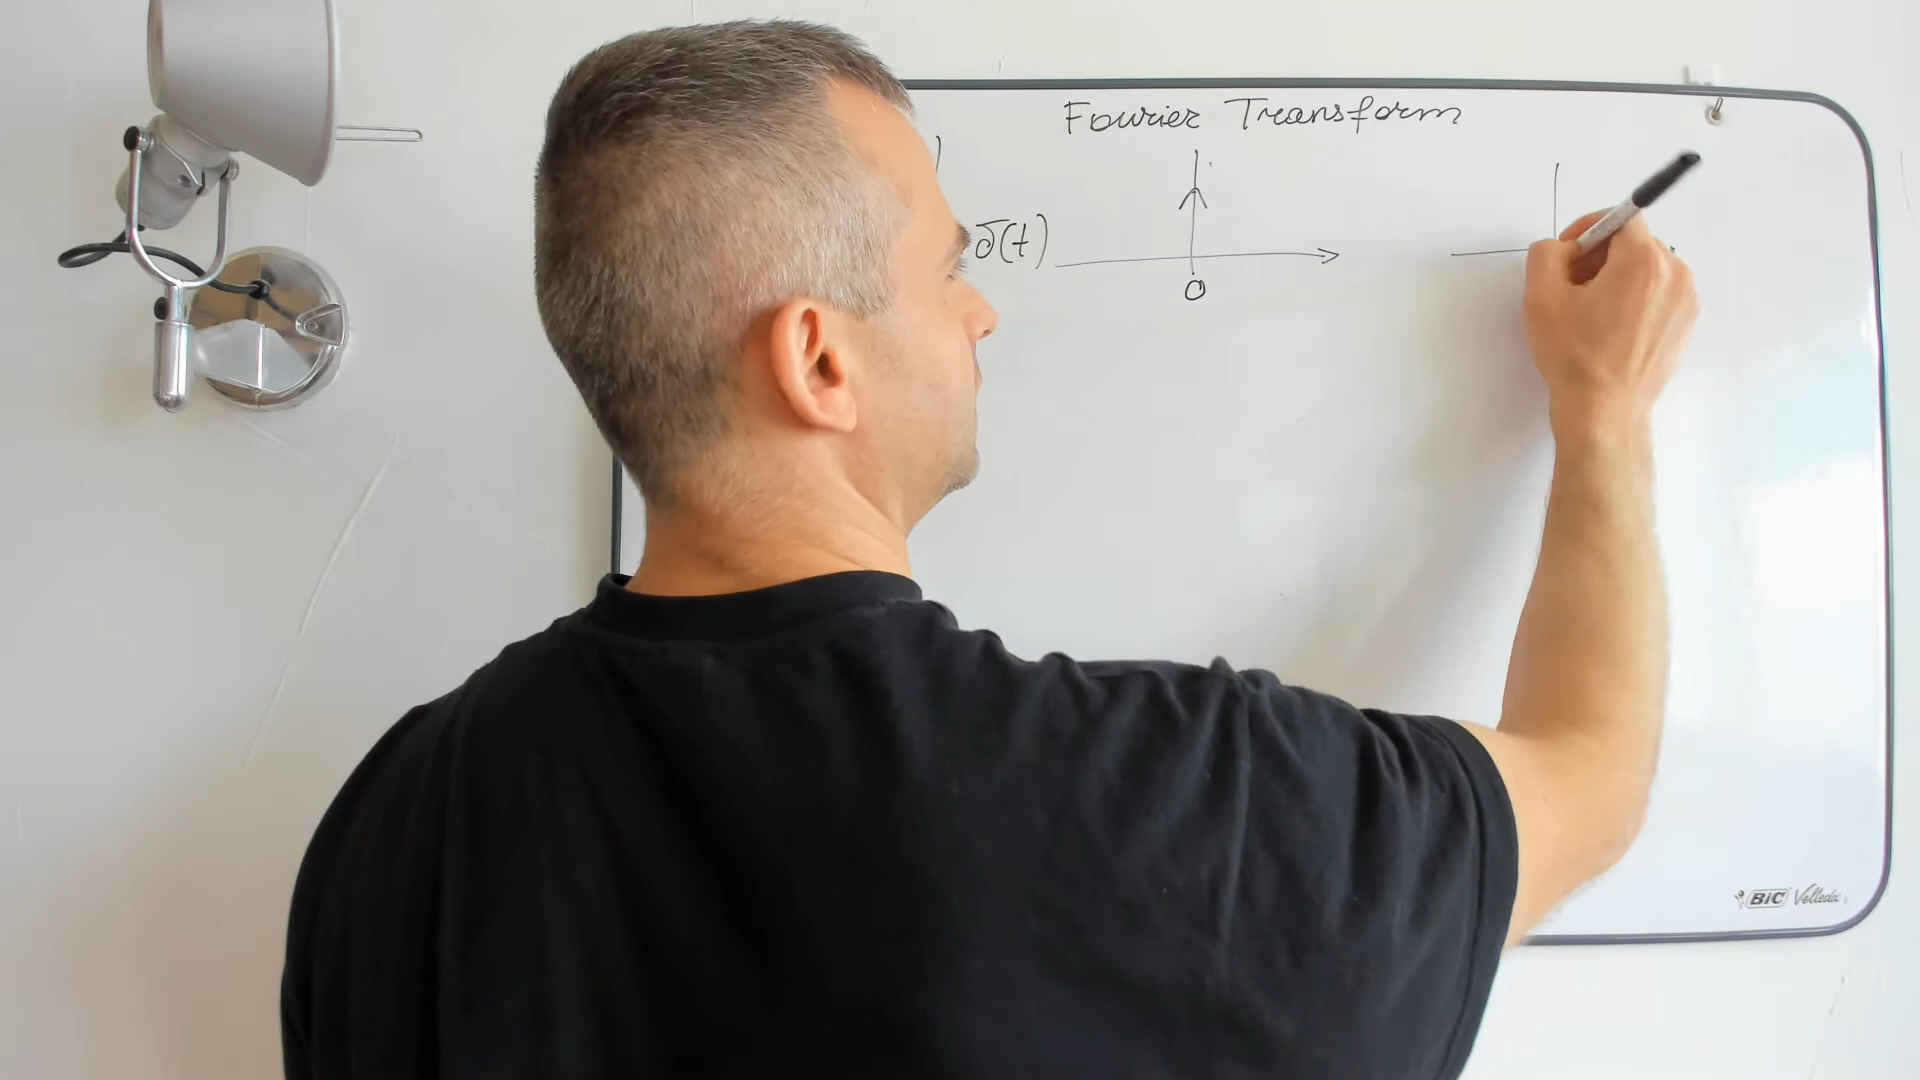 Fourier Transform
δ(t)
0
BIC Velleda